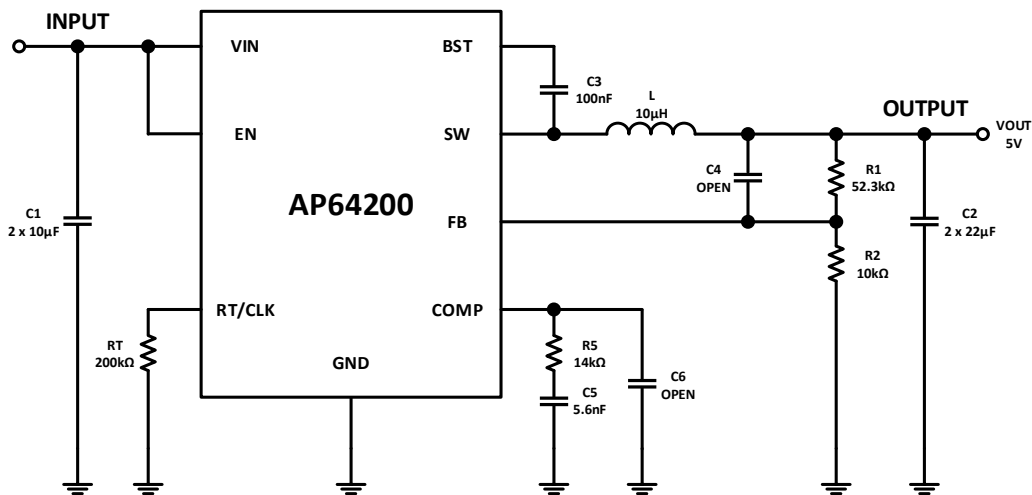 INPUT
VIN
BST
C3
100nF
L
10µH
OUTPUT
VOUT
5V
EN
SW
C4
OPEN
R1
52.3kΩ
AP64200
C1
2 x 10µF
FB
C2
2 x 22µF
R2
10kΩ
RT/CLK
COMP
RT
200kΩ
R5
14kΩ
GND
C5
5.6nF
C6
OPEN